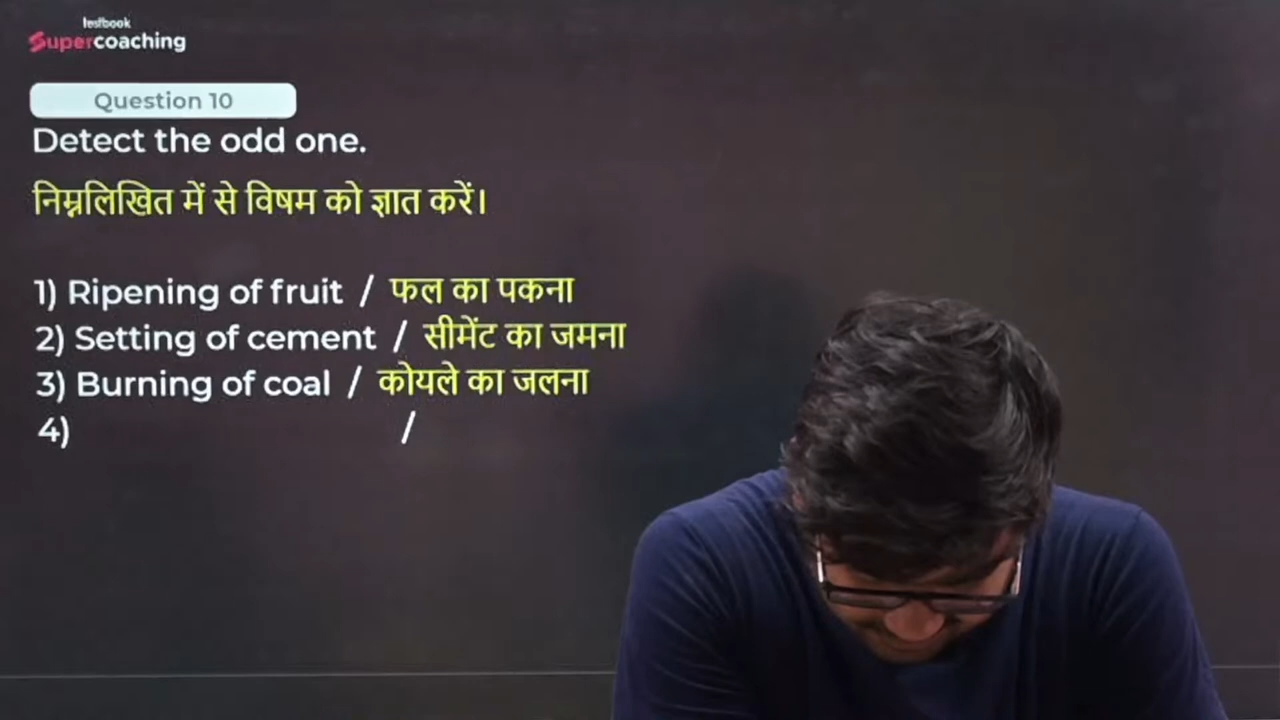 testbook
Supercoaching
Question 10
Detect the odd one.
निम्नलिखित में से विषम को ज्ञात करें।
1) Ripening of fruit / फल का पकना
2) Setting of cement / सीमेंट का जमना
3) Burning of coal / कोयले का जलना
4) /